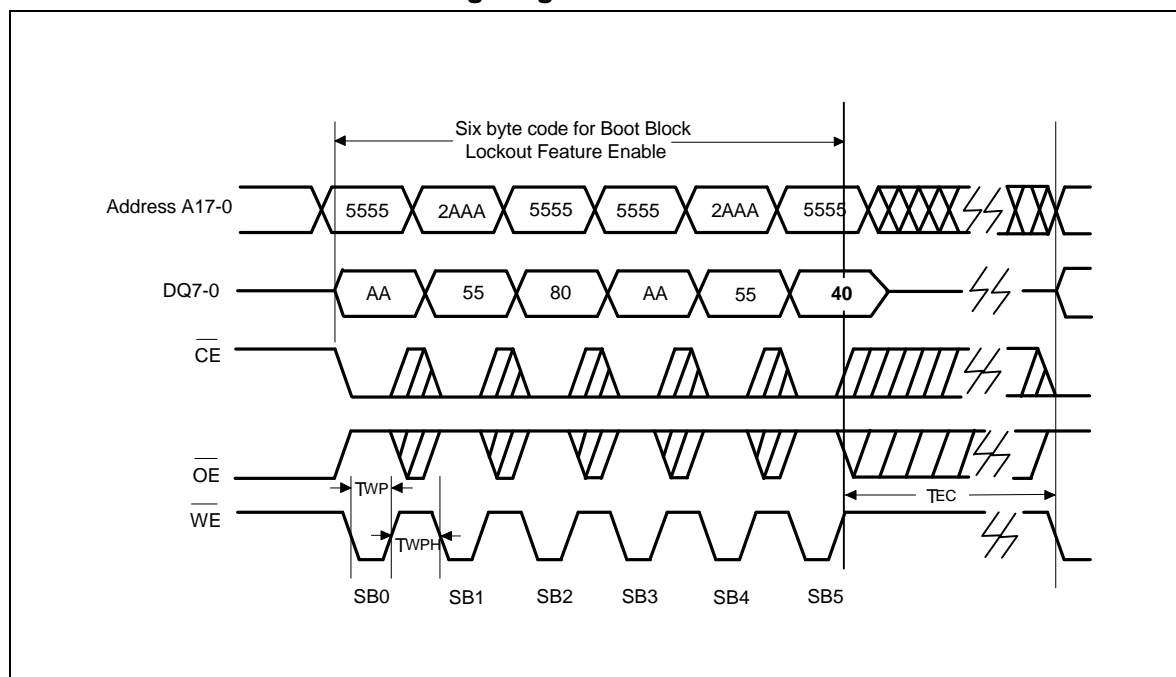 Six byte code for Boot Block
Lockout Feature Enable
Address A17-0
5555
2AAA
5555
5555
2AAA
5555
DQ7-0
AA
55
80
AA
55
40
CE
OE
TWP
TEC
WE
TWPH
SB0
SB1
SB2
SB3
SB4
SB5